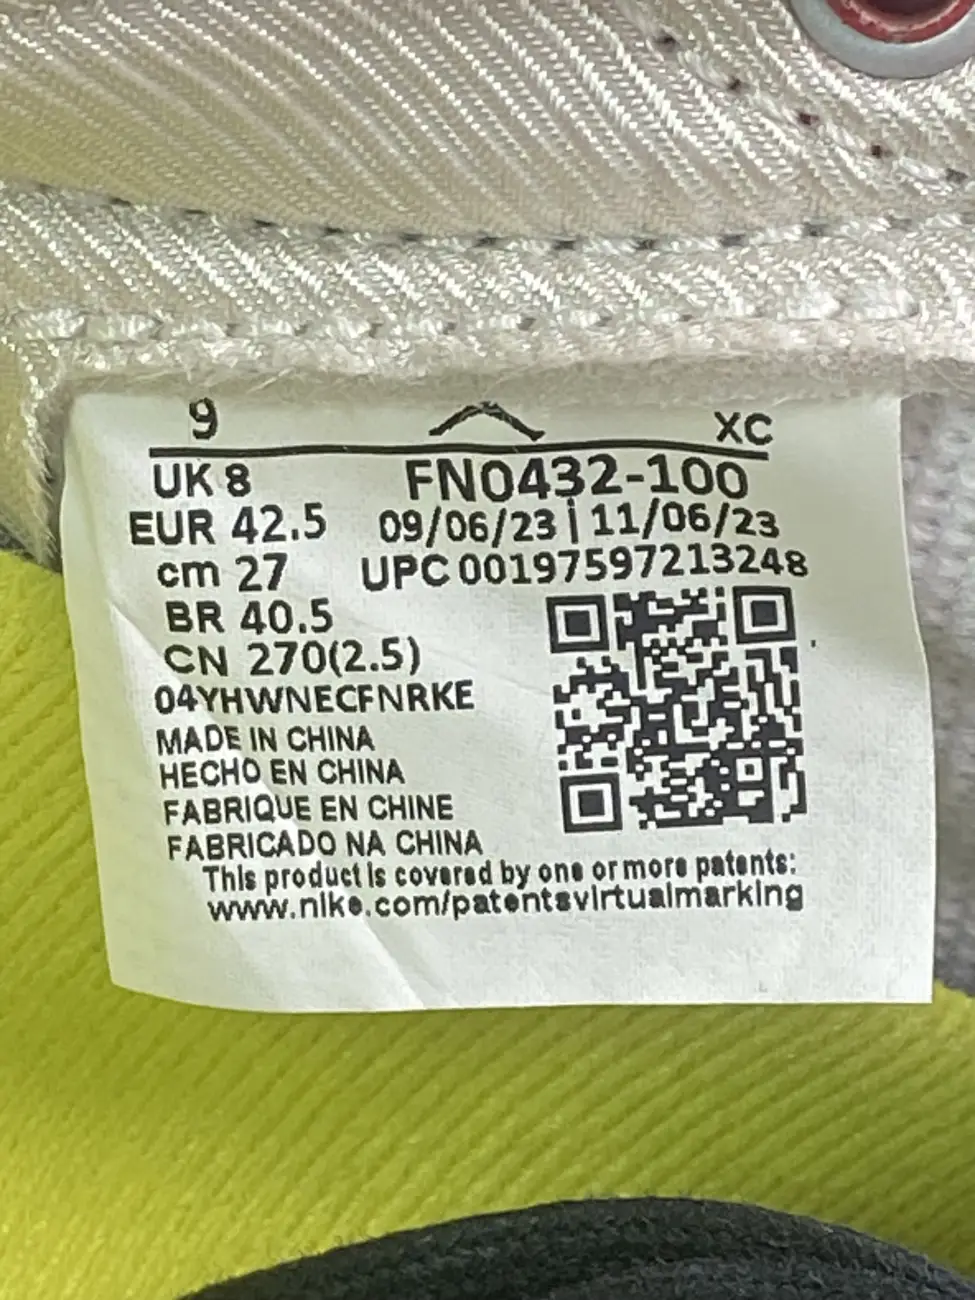 9 XC
UK 8 FN0432-100
EUR 42.5 09/06/23 | 11/06/23
cm 27 UPC 00197597213248
BR 40.5
CN 270(2.5)
04YHWNECFNRKE
MADE IN CHINA
HECHO EN CHINA
FABRIQUE EN CHINE
FABRICADO NA CHINA
This product is covered by one or more patents:
www.nike.com/patentsvirtualmarking